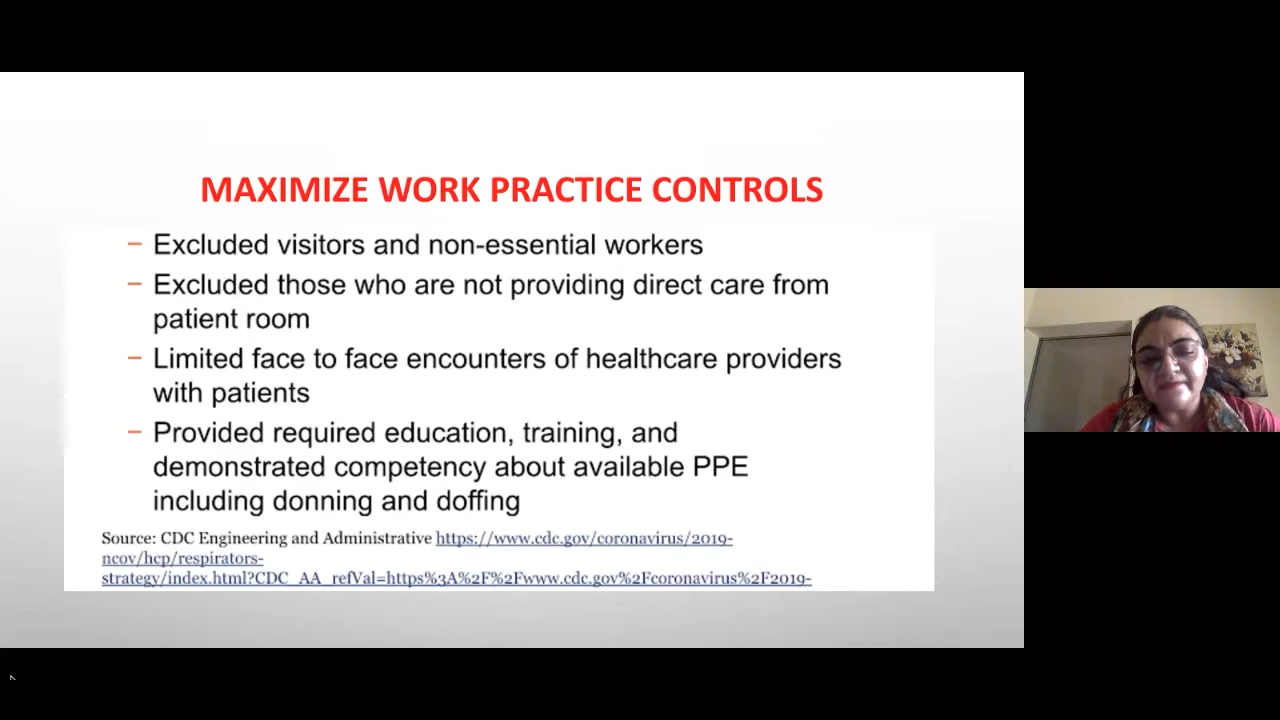 MAXIMIZE WORK PRACTICE CONTROLS
– Excluded visitors and non-essential workers
– Excluded those who are not providing direct care from
patient room
– Limited face to face encounters of healthcare providers
with patients
– Provided required education, training, and
demonstrated competency about available PPE
including donning and doffing
Source: CDC Engineering and Administrative https://www.cdc.gov/coronavirus/2019-
ncov/hcp/respirators-
strategy/index.html?CDC_AA_refVal=https%3A%2F%2Fwww.cdc.gov%2Fcoronavirus%2F2019-